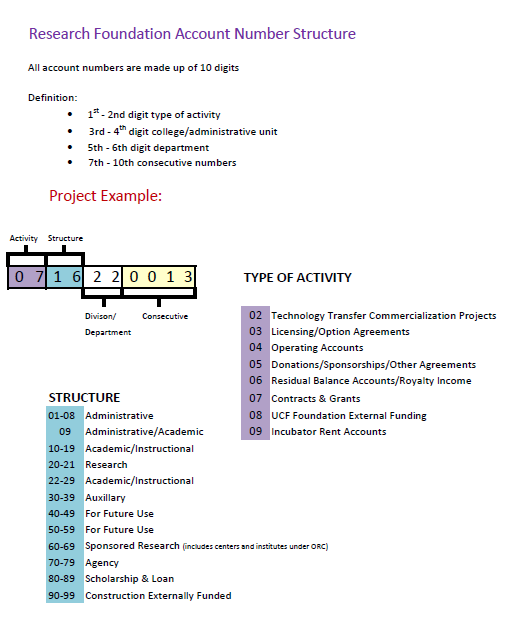 Research Foundation Account Number Structure
All account numbers are made up of 10 digits
Definition:
• 1st - 2nd digit type of activity
• 3rd - 4th digit college/administrative unit
• 5th - 6th digit department
• 7th - 10th consecutive numbers
Project Example:
Activity Structure
0 7 1 6 2 2 0 0 1 3
Divison/ Consecutive
Department
TYPE OF ACTIVITY
02 Technology Transfer Commercialization Projects
03 Licensing/Option Agreements
04 Operating Accounts
05 Donations/Sponsorships/Other Agreements
06 Residual Balance Accounts/Royalty Income
07 Contracts & Grants
08 UCF Foundation External Funding
09 Incubator Rent Accounts
STRUCTURE
01-08 Administrative
09 Administrative/Academic
10-19 Academic/Instructional
20-21 Research
22-29 Academic/Instructional
30-39 Auxillary
40-49 For Future Use
50-59 For Future Use
60-69 Sponsored Research (includes centers and institutes under ORC)
70-79 Agency
80-89 Scholarship & Loan
90-99 Construction Externally Funded